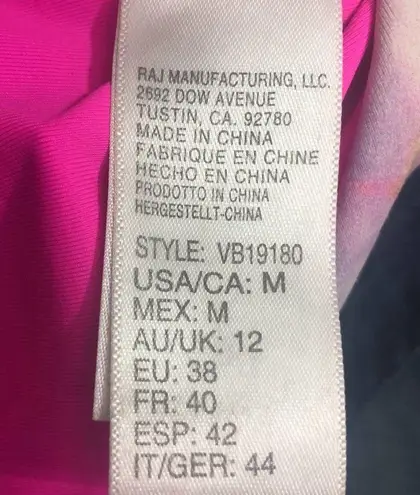 RAJ MANUFACTURING, LLC.
2692 DOW AVENUE
TUSTIN, CA. 92780
MADE IN CHINA
FABRIQUE EN CHINE
HECHO EN CHINA
PRODOTTO IN CHINA
HERGESTELLT-CHINA
STYLE: VB19180
USA/CA: M
MEX: M
AU/UK: 12
EU: 38
FR: 40
ESP: 42
IT/GER: 44